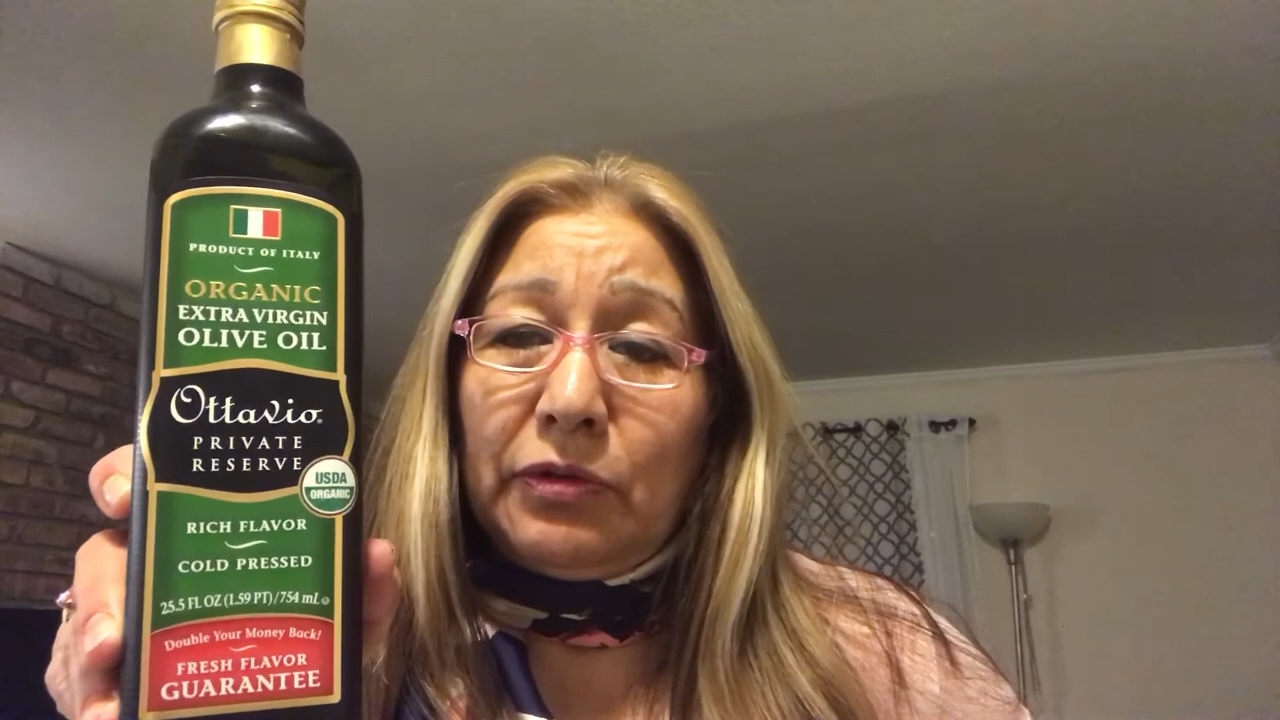 PRODUCT OF ITALY
ORGANIC
EXTRA VIRGIN
OLIVE OIL
Ottavio®
PRIVATE
RESERVE
USDA
ORGANIC
RICH FLAVOR
COLD PRESSED
25.5 FL OZ (1.59 PT)/754 mL
Double Your Money Back!
FRESH FLAVOR
GUARANTEE